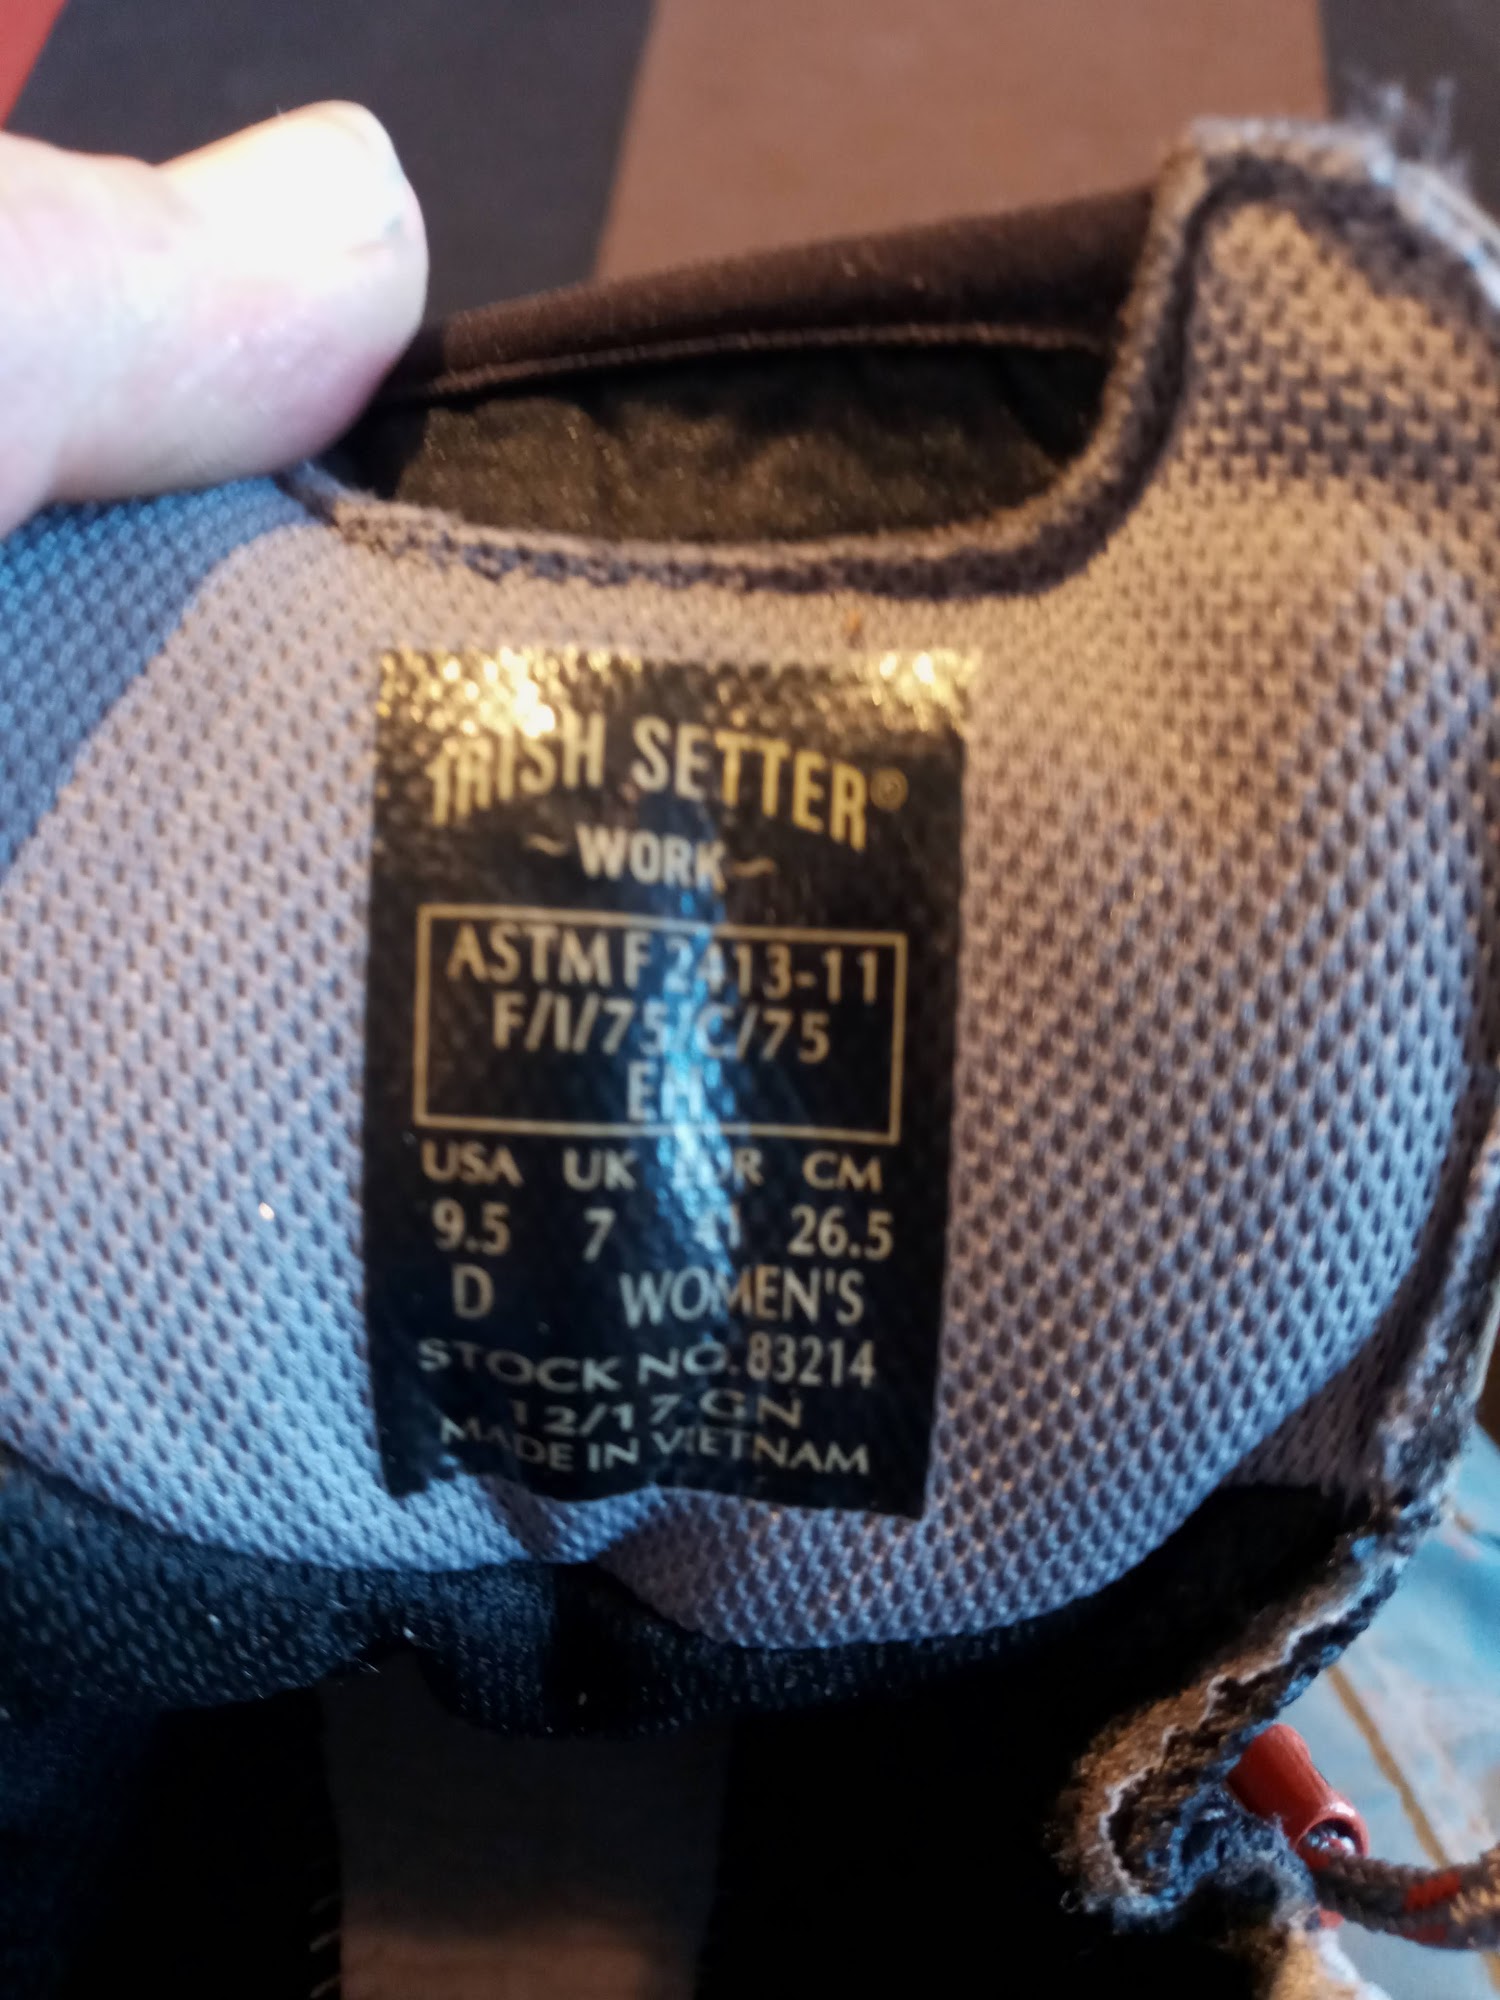 IRISH SETTER®
~WORK~
ASTM F 2413-11
F/I/75/C/75
EH
USA UK EUR CM
9.5 7 41 26.5
D WOMEN'S
STOCK NO. 83214
12/17 GN
MADE IN VIETNAM